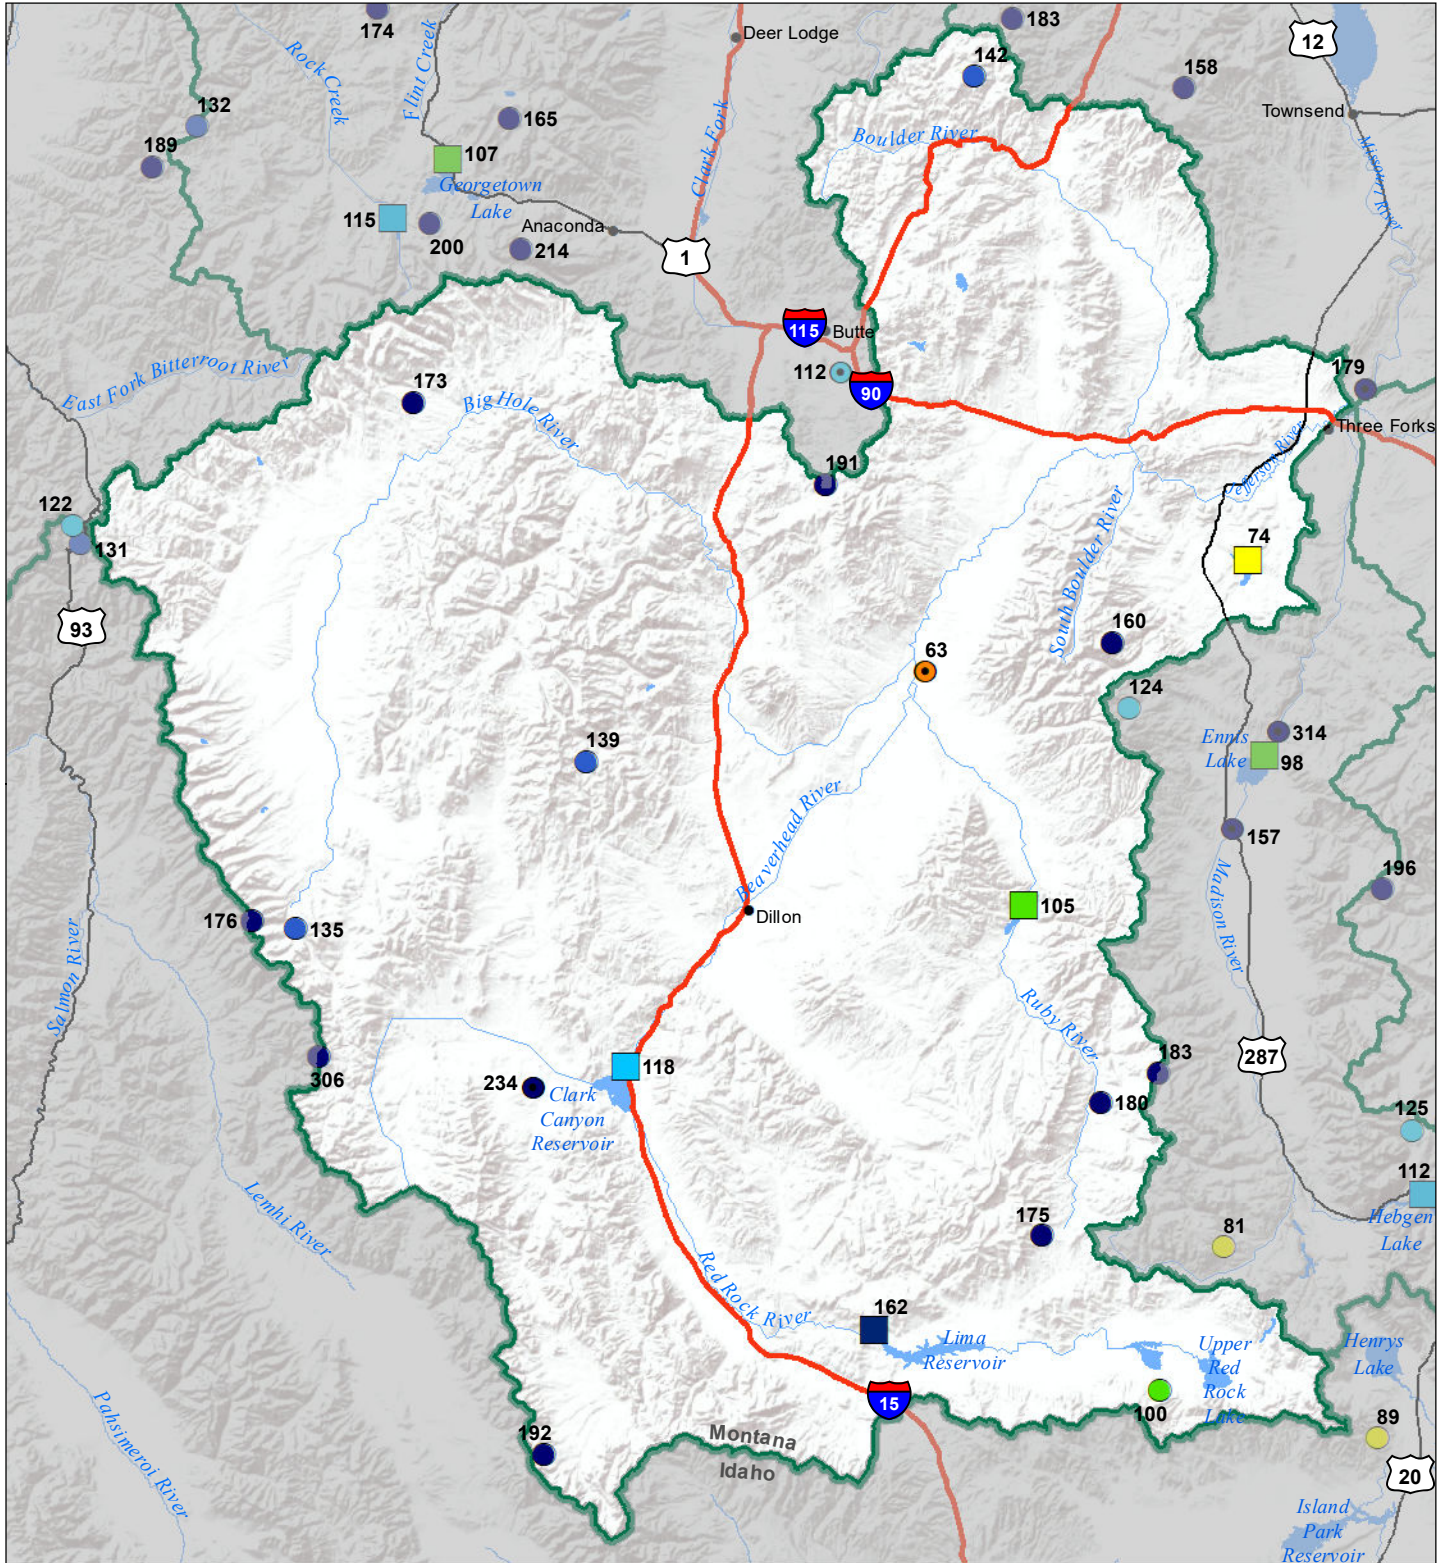 174
Rock Creek
Flint Creek
Deer Lodge
183
12
142
158
132
165
Townsend
189
107
Clark Fork
Boulder River
Missouri River
Georgetown
Lake
115
200
Anaconda
214
1
115
Butte
East Fork Bitterroot River
173
112
90
179
Big Hole River
Three Forks
191
Jefferson River
122
131
South Boulder River
74
93
160
63
124
139
Ennis
Lake
314
98
Beaverhead River
157
Madison River
196
176
135
Dillon
105
Salmon River
Ruby River
306
118
183
287
234
Clark
Canyon
Reservoir
180
125
112
Lemhi River
175
81
Hebgen
Lake
Red Rock River
162
Lima
Reservoir
Upper
Red
Rock
Lake
Henrys
Lake
15
100
89
Pahsimeroi River
192
Montana
Idaho
20
Island
Park
Reservoir